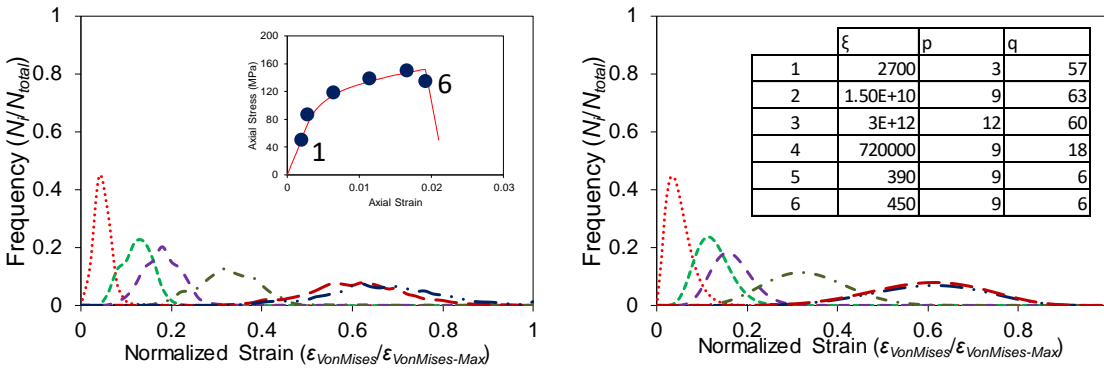 Frequency (Ni/Ntotal)
1
0.8
0.6
0.4
0.2
0
0
0.2
0.4
0.6
0.8
1
Normalized Strain (εVonMises/εVonMises-Max)
Axial Stress (MPa)
200
160
120
80
40
0
0
0.01
0.02
0.03
Axial Strain
1
6
Frequency (Ni/Ntotal)
1
0.8
0.6
0.4
0.2
0
0
0.2
0.4
0.6
0.8
Normalized Strain (εVonMises/εVonMises-Max)
ξ p q
1 2700 3 57
2 1.50E+10 9 63
3 3E+12 12 60
4 720000 9 18
5 390 9 6
6 450 9 6